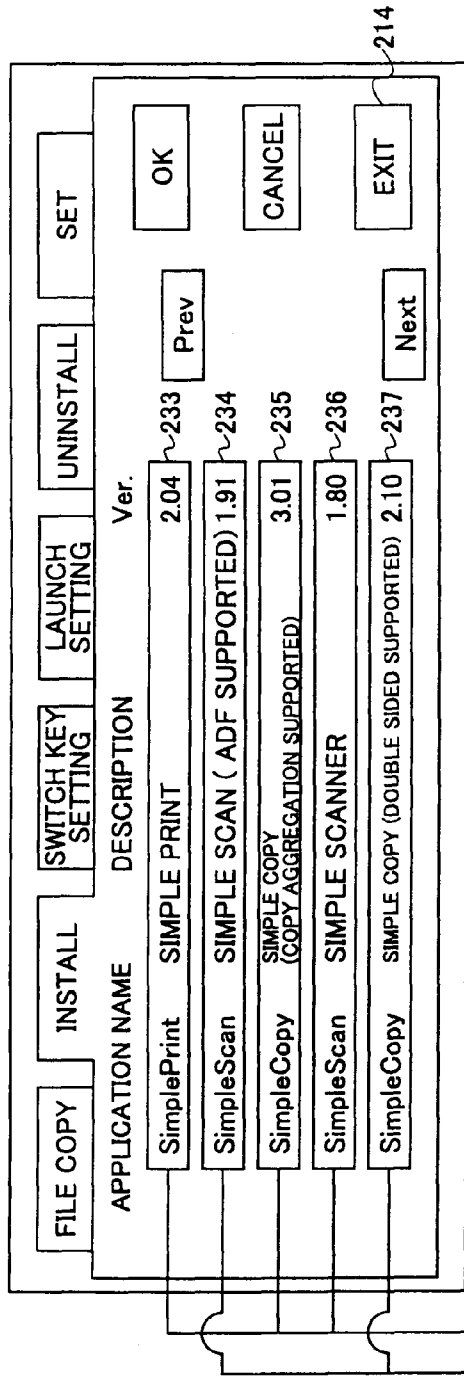 FILE COPY
INSTALL
SWITCH KEY
SETTING
LAUNCH
SETTING
UNINSTALL
SET
APPLICATION NAME DESCRIPTION Ver.
SimplePrint SIMPLE PRINT 2.04 233
SimpleScan SIMPLE SCAN ( ADF SUPPORTED) 1.91 234
SimpleCopy SIMPLE COPY
(COPY AGGREGATION SUPPORTED) 3.01 235
SimpleScan SIMPLE SCANNER 1.80 236
SimpleCopy SIMPLE COPY (DOUBLE SIDED SUPPORTED) 2.10 237
Prev
Next
OK
CANCEL
EXIT 214